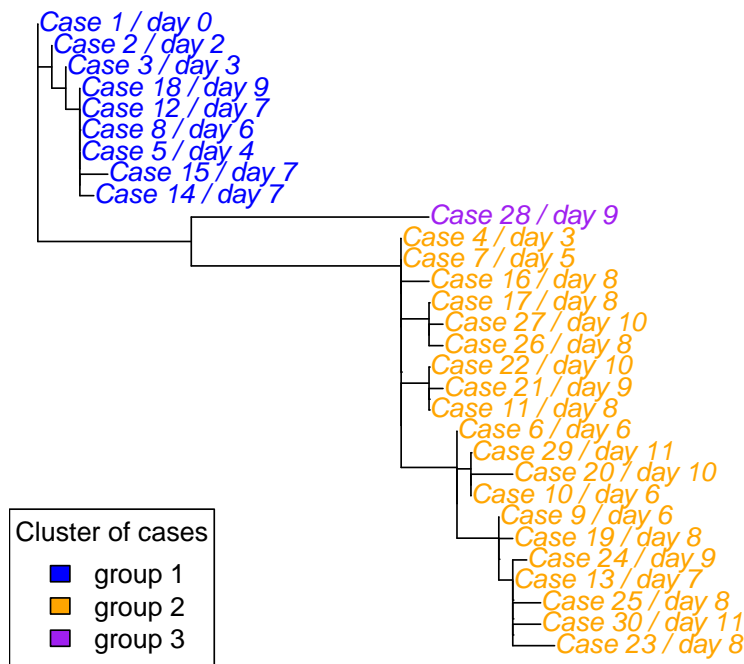 Case 1 / day 0
Case 2 / day 2
Case 3 / day 3
Case 18 / day 9
Case 12 / day 7
Case 8 / day 6
Case 5 / day 4
Case 15 / day 7
Case 14 / day 7
Case 28 / day 9
Case 4 / day 3
Case 7 / day 5
Case 16 / day 8
Case 17 / day 8
Case 27 / day 10
Case 26 / day 8
Case 22 / day 10
Case 21 / day 9
Case 11 / day 8
Case 6 / day 6
Case 29 / day 11
Case 20 / day 10
Case 10 / day 6
Case 9 / day 6
Case 19 / day 8
Case 24 / day 9
Case 13 / day 7
Case 25 / day 8
Case 30 / day 11
Case 23 / day 8
Cluster of cases
group 1
group 2
group 3